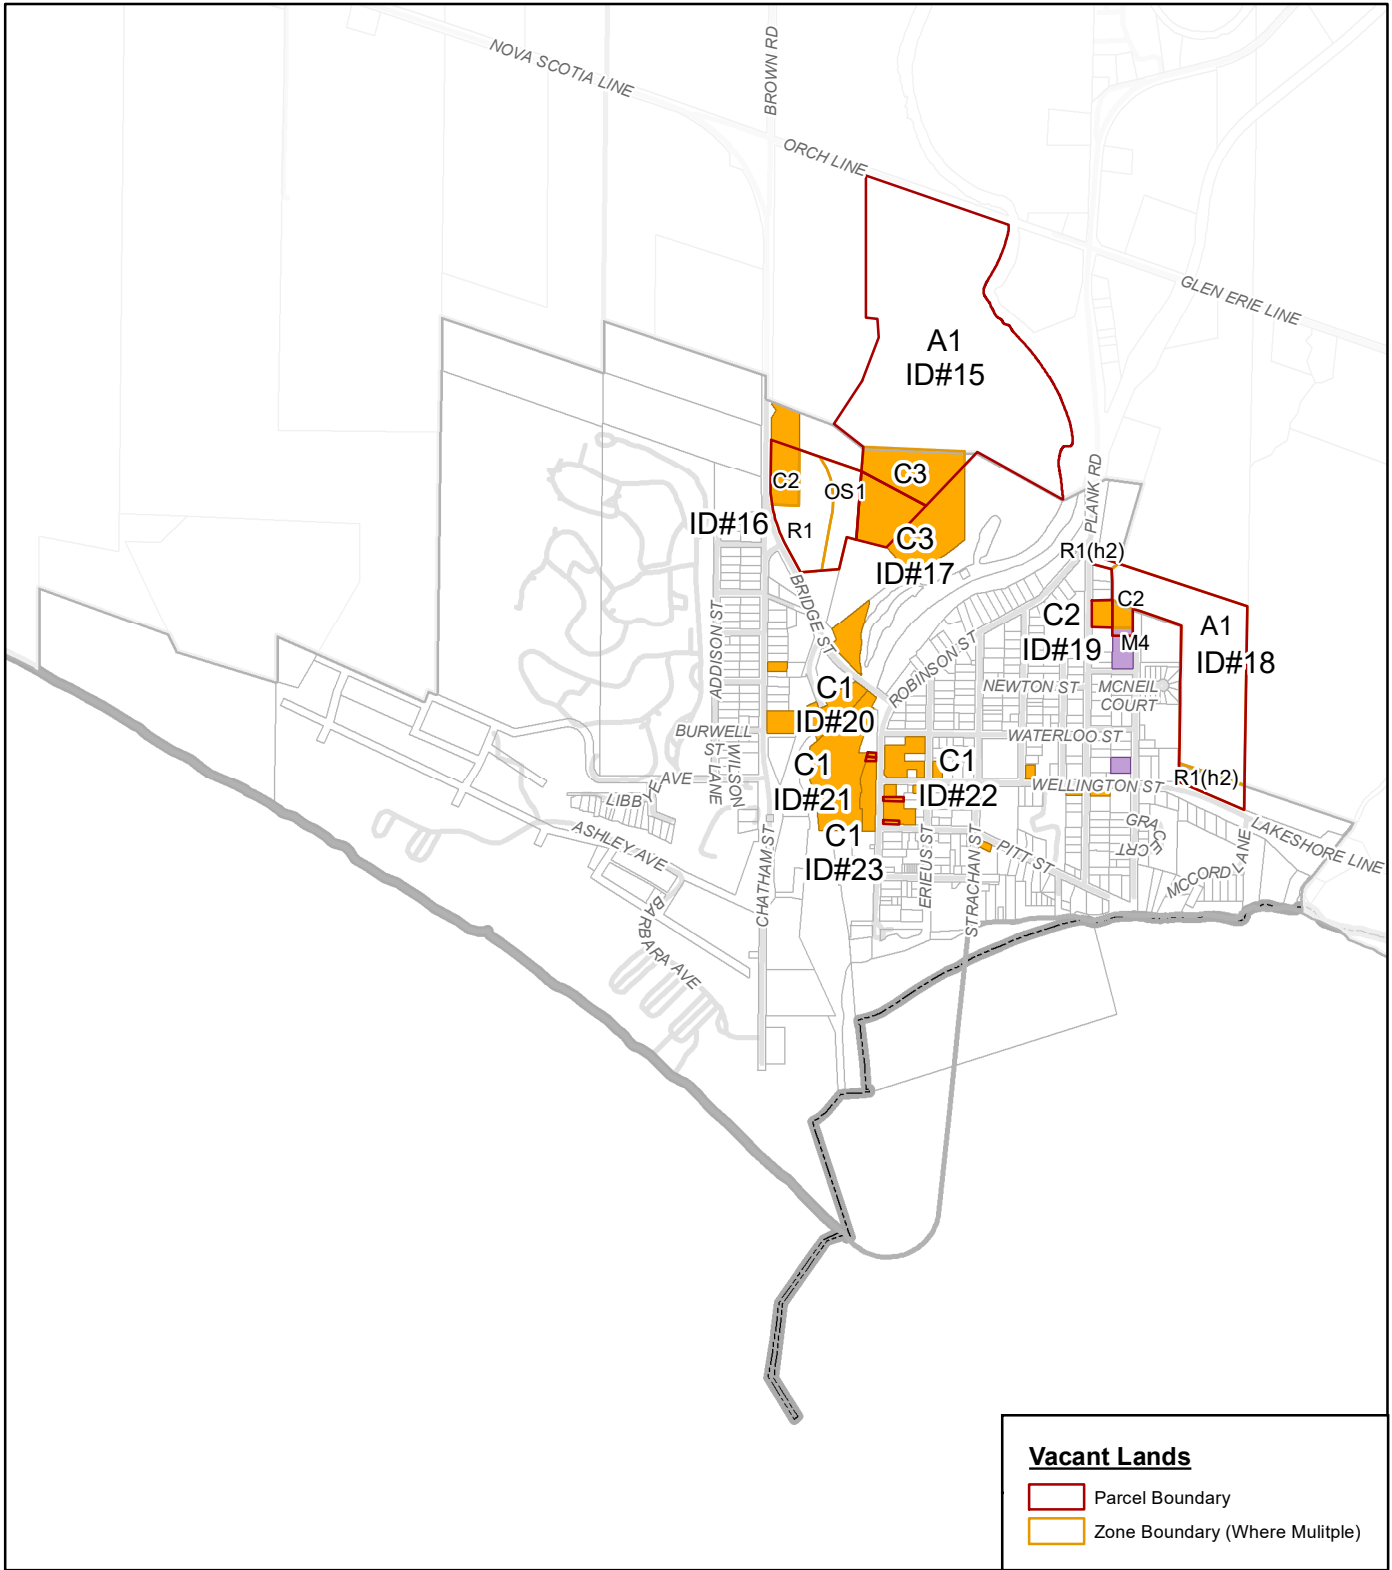 NOVA SCOTIA LINE
BROWN RD
ORCH LINE
GLEN ERIE LINE
A1
ID#15
C3
C2
OS1
R1
ID#16
C3
ID#17
PLANK RD
R1(h2)
C2
C2
ID#19
M4
A1
ID#18
BRIDGE ST
ADDISON ST
ROBINSON ST
NEWTON ST
MCNEIL
COURT
C1
ID#20
BURWELL
ST
WATERLOO ST
WILSON
LANE
C1
ID#21
C1
ID#22
R1(h2)
WELLINGTON ST
LIBBYE AVE
ASHLEY AVE
C1
ID#23
CHATHAM ST
ERIEUS ST
STRACHAN ST
PITT ST
GRACE
CRT
MCCORD LANE
LAKESHORE LINE
BARBARA AVE
Vacant Lands
Parcel Boundary
Zone Boundary (Where Mulitple)